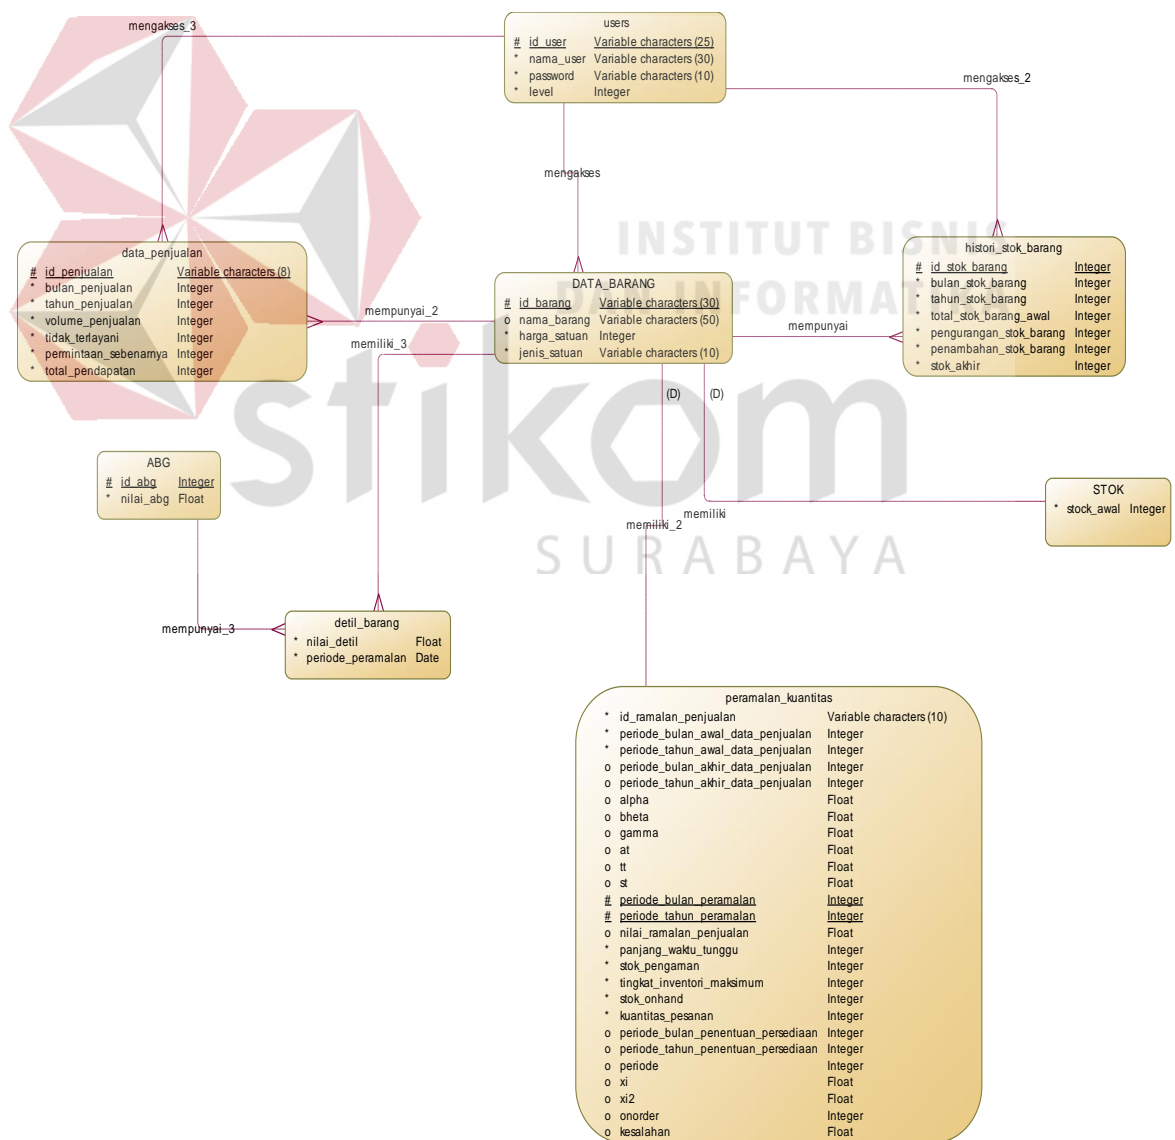 mengakses_3
users
# id_user Variable characters (25)
* nama_user Variable characters (30)
* password Variable characters (10)
* level Integer
mengakses_2
mengakses
INSTITUT BISNIS
DAN INFORMATIKA
stikom
SURABAYA
data_penjualan
# id_penjualan Variable characters (8)
* bulan_penjualan Integer
* tahun_penjualan Integer
* volume_penjualan Integer
* tidak_terlayani Integer
* permintaan_sebenarnya Integer
* total_pendapatan Integer
mempunyai_2
memiliki_3
DATA_BARANG
# id_barang Variable characters (30)
o nama_barang Variable characters (50)
* harga_satuan Integer
* jenis_satuan Variable characters (10)
mempunyai
histori_stok_barang
# id_stok_barang Integer
* bulan_stok_barang Integer
* tahun_stok_barang Integer
* total_stok_barang_awal Integer
* pengurangan_stok_barang Integer
* penambahan_stok_barang Integer
* stok_akhir Integer
(D)
(D)
ABG
# id_abg Integer
* nilai_abg Float
STOK
* stock_awal Integer
memiliki
memiliki_2
mempunyai_3
detil_barang
* nilai_detil Float
* periode_peramalan Date
peramalan_kuantitas
* id_ramalan_penjualan Variable characters (10)
* periode_bulan_awal_data_penjualan Integer
* periode_tahun_awal_data_penjualan Integer
o periode_bulan_akhir_data_penjualan Integer
o periode_tahun_akhir_data_penjualan Integer
o alpha Float
o bheta Float
o gamma Float
o at Float
o tt Float
o st Float
# periode_bulan_peramalan Integer
# periode_tahun_peramalan Integer
o nilai_ramalan_penjualan Float
* panjang_waktu_tunggu Integer
* stok_pengaman Integer
* tingkat_inventori_maksimum Integer
* stok_onhand Integer
* kuantitas_pesanan Integer
o periode_bulan_penentuan_persediaan Integer
o periode_tahun_penentuan_persediaan Integer
o periode Integer
o xi Float
o xi2 Float
o onorder Integer
o kesalahan Float